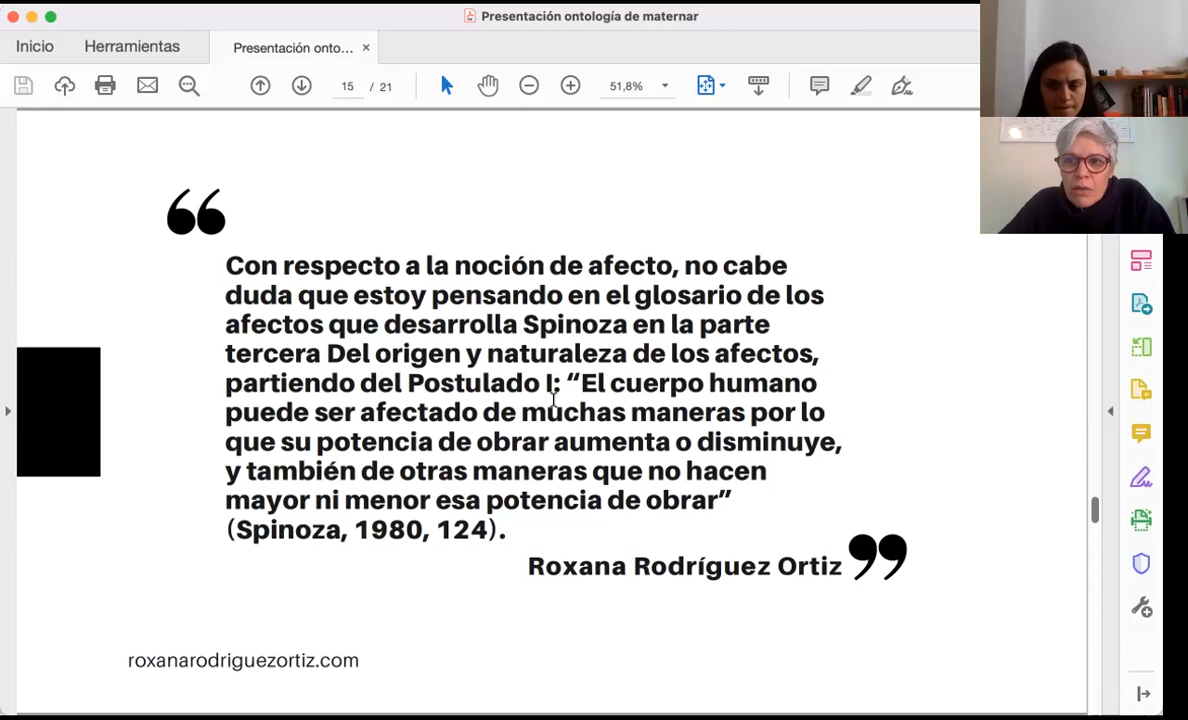 Presentación ontología de maternar
Inicio
Herramientas
Presentación onto...
15 / 21
51,8%
Con respecto a la noción de afecto, no cabe
duda que estoy pensando en el glosario de los
afectos que desarrolla Spinoza en la parte
tercera Del origen y naturaleza de los afectos,
partiendo del Postulado I: “El cuerpo humano
puede ser afectado de muchas maneras por lo
que su potencia de obrar aumenta o disminuye,
y también de otras maneras que no hacen
mayor ni menor esa potencia de obrar”
(Spinoza, 1980, 124).
Roxana Rodríguez Ortiz
roxanarodriguezortiz.com